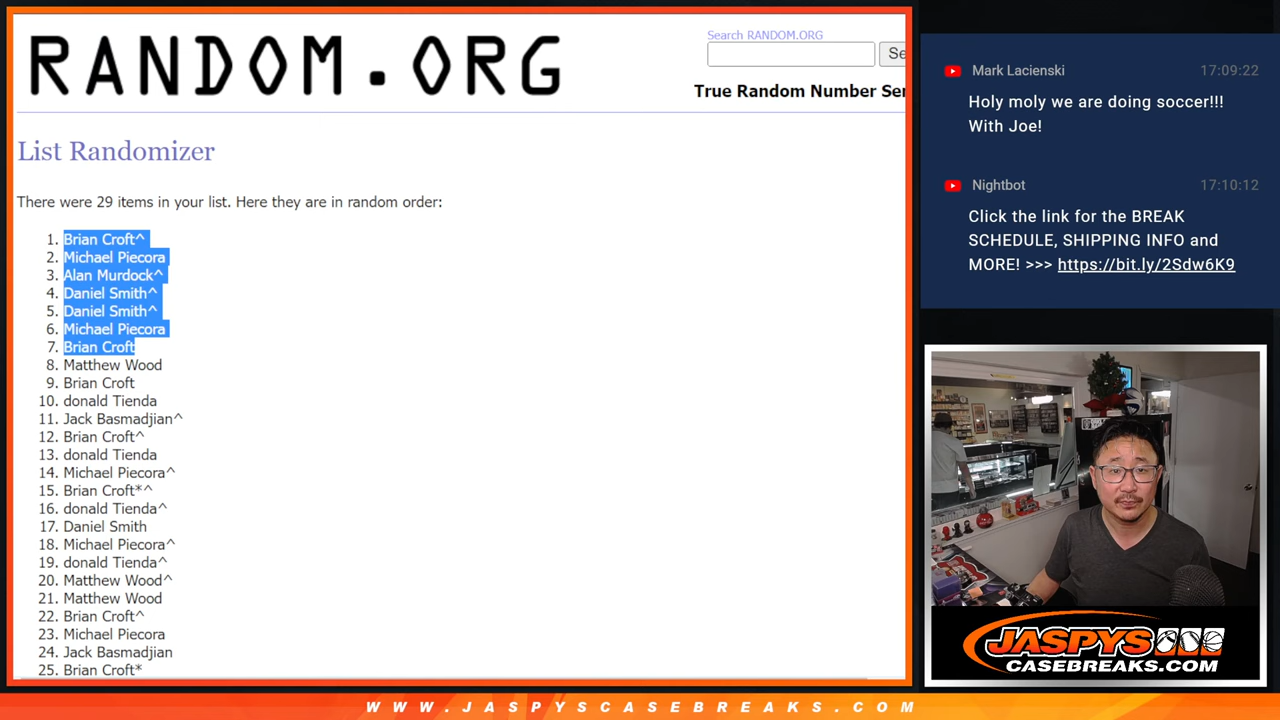 RANDOM.ORG
Search RANDOM.ORG
Se
True Random Number Ser
List Randomizer
There were 29 items in your list. Here they are in random order:
1. Brian Croft^
2. Michael Piecora
3. Alan Murdock^
4. Daniel Smith^
5. Daniel Smith^
6. Michael Piecora
7. Brian Croft
8. Matthew Wood
9. Brian Croft
10. donald Tienda
11. Jack Basmadjian^
12. Brian Croft^
13. donald Tienda
14. Michael Piecora^
15. Brian Croft*^
16. donald Tienda^
17. Daniel Smith
18. Michael Piecora^
19. donald Tienda^
20. Matthew Wood^
21. Matthew Wood
22. Brian Croft^
23. Michael Piecora
24. Jack Basmadjian
25. Brian Croft*
Mark Lacienski 17:09:22
Holy moly we are doing soccer!!!
With Joe!
Nightbot 17:10:12
Click the link for the BREAK
SCHEDULE, SHIPPING INFO and
MORE! >>> https://bit.ly/2Sdw6K9
JASPYS
CASEBREAKS.COM
WWW.JASPYSCASEBREAKS.COM